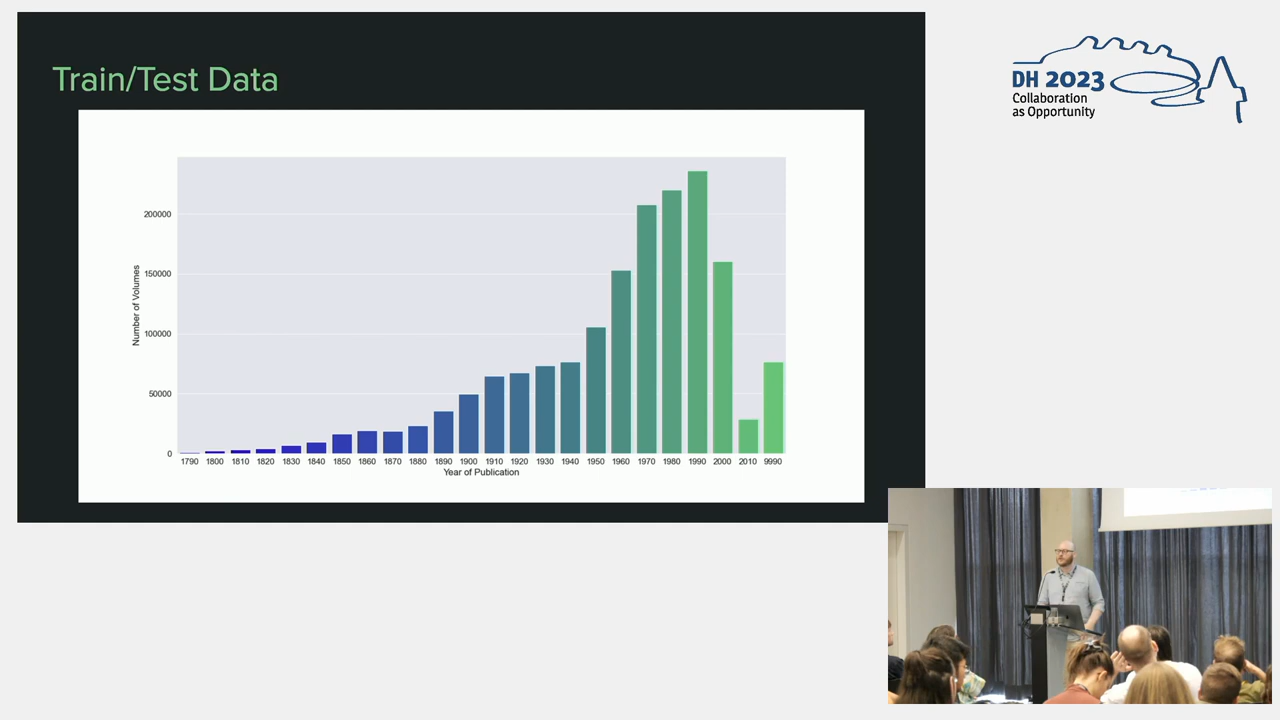 Train/Test Data
DH 2023
Collaboration
as Opportunity
Number of Volumes
200000
150000
100000
50000
0
1790 1800 1810 1820 1830 1840 1850 1860 1870 1880 1890 1900 1910 1920 1930 1940 1950 1960 1970 1980 1990 2000 2010 9990
Year of Publication